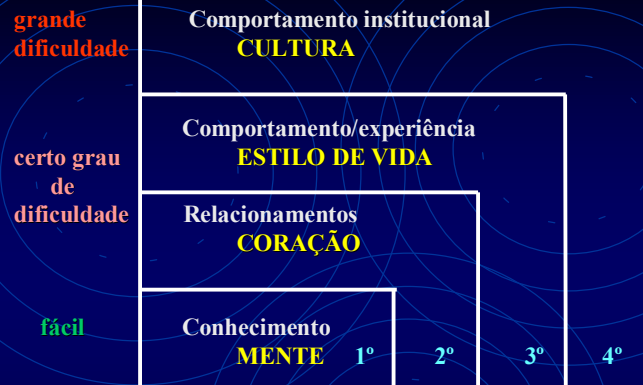 grande
dificuldade
Comportamento institucional
CULTURA
certo grau
de
dificuldade
Comportamento/experiência
ESTILO DE VIDA
Relacionamentos
CORAÇÃO
fácil
Conhecimento
MENTE 1º 2º 3º 4º